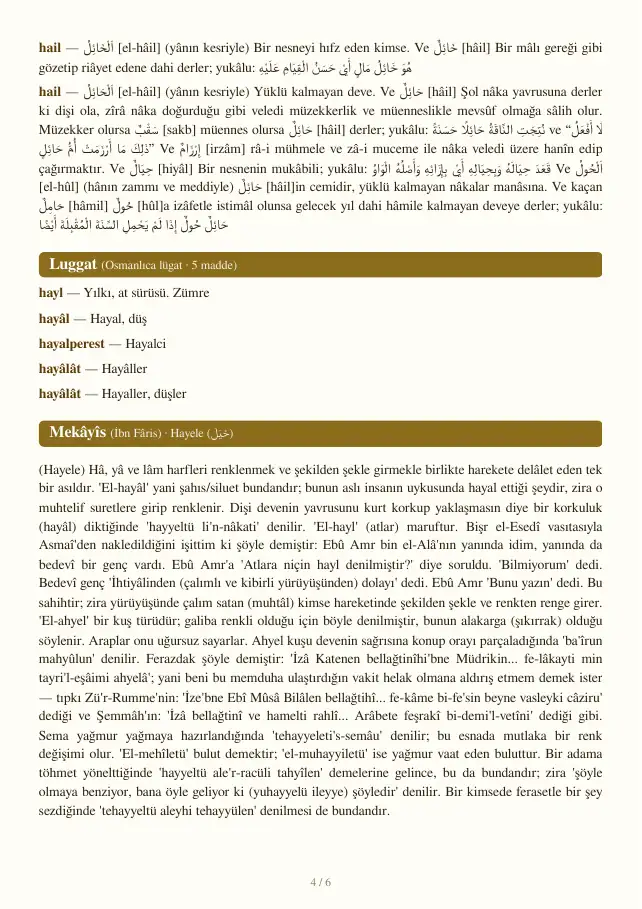 hail — اَلْخَائِلُ [el-hâil] (yânın kesriyle) Bir nesneyi hıfz eden kimse. Ve خَائِلٌ [hâil] Bir mâlı gereği gibi
gözetip riâyet edene dahi derler; yukâlu: هُوَ خَائِلُ مَالٍ أَيْ حَسَنُ الْقِيَامِ عَلَيْهِ
hail — اَلْحَائِلُ [el-hâil] (yânın kesriyle) Yüklü kalmayan deve. Ve حَائِلٌ [hâil] Şol nâka yavrusuna derler
ki dişi ola, zîrâ nâka doğurduğu gibi veledi müzekkerlik ve müenneslikle mevsûf olmağa sâlih olur.
Müzekker olursa سَقْبٌ [sakb] müennes olursa حَائِلٌ [hâil] derler; yukâlu: نُتِجَتِ النَّاقَةُ حَائِلًا حَسَنَةً ve “لَا أَفْعَلُ
ذَلِكَ مَا أَرْزَمَتْ أُمُّ حَائِلٍ” Ve إِرْزَامٌ [irzâm] râ-i mühmele ve zâ-i muceme ile nâka veledi üzere hanîn edip
çağırmaktır. Ve حِيَالٌ [hiyâl] Bir nesnenin mukâbili; yukâlu: قَعَدَ حِيَالَهُ وَبِحِيَالِهِ أَيْ بِإِزَائِهِ وَأَصْلُهُ الْوَاوُ Ve اَلْحُولُ
[el-hûl] (hânın zammı ve meddiyle) حَائِلٌ [hâil]in cemidir, yüklü kalmayan nâkalar manâsına. Ve kaçan
حَامِلٌ [hâmil] حُولٌ [hûl]a izâfetle istimâl olunsa gelecek yıl dahi hâmile kalmayan deveye derler; yukâlu:
حَائِلُ حُولٍ إِذَا لَمْ يَحْمِلِ السَّنَةَ الْمُقْبِلَةَ أَيْضًا
Luggat (Osmanlıca lügat · 5 madde)
hayl — Yılkı, at sürüsü. Zümre
hayâl — Hayal, düş
hayalperest — Hayalci
hayâlât — Hayâller
hayâlât — Hayaller, düşler
Mekâyîs (İbn Fâris) · Hayele (خَيَلَ)
(Hayele) Hâ, yâ ve lâm harfleri renklenmek ve şekilden şekle girmekle birlikte harekete delâlet eden tek
bir asıldır. 'El-hayâl' yani şahıs/siluet bundandır; bunun aslı insanın uykusunda hayal ettiği şeydir, zira o
muhtelif suretlere girip renklenir. Dişi devenin yavrusunu kurt korkup yaklaşmasın diye bir korkuluk
(hayâl) diktiğinde 'hayyeltü li'n-nâkati' denilir. 'El-hayl' (atlar) maruftur. Bişr el-Esedî vasıtasıyla
Asmaî'den nakledildiğini işittim ki şöyle demiştir: Ebû Amr bin el-Alâ'nın yanında idim, yanında da
bedevî bir genç vardı. Ebû Amr'a 'Atlara niçin hayl denilmiştir?' diye soruldu. 'Bilmiyorum' dedi.
Bedevî genç 'İhtiyâlinden (çalımlı ve kibirli yürüyüşünden) dolayı' dedi. Ebû Amr 'Bunu yazın' dedi. Bu
sahihtir; zira yürüyüşünde çalım satan (muhtâl) kimse hareketinde şekilden şekle ve renkten renge girer.
'El-ahyel' bir kuş türüdür; galiba renkli olduğu için böyle denilmiştir, bunun alakarga (şıkırrak) olduğu
söylenir. Araplar onu uğursuz sayarlar. Ahyel kuşu devenin sağrısına konup orayı parçaladığında 'ba'îrun
mahyûlun' denilir. Ferazdak şöyle demiştir: 'İzâ Katenen bellağtinîhi'bne Müdrikin... fe-lâkayti min
tayri'l-eşâimi ahyelâ'; yani beni bu memduha ulaştırdığın vakit helak olmana aldırış etmem demek ister
— tıpkı Zü'r-Rumme'nin: 'İze'bne Ebî Mûsâ Bilâlen bellağtihî... fe-kâme bi-fe'sin beyne vasleyki câziru'
dediği ve Şemmâh'ın: 'İzâ bellağtinî ve hamelti rahlî... Arâbete feşrakî bi-demi'l-vetîni' dediği gibi.
Sema yağmur yağmaya hazırlandığında 'tehayyeleti's-semâu' denilir; bu esnada mutlaka bir renk
değişimi olur. 'El-mehîletü' bulut demektir; 'el-muhayyiletü' ise yağmur vaat eden buluttur. Bir adama
töhmet yönelttiğinde 'hayyeltü ale'r-racüli tahyîlen' demelerine gelince, bu da bundandır; zira 'şöyle
olmaya benziyor, bana öyle geliyor ki (yuhayyelü ileyye) şöyledir' denilir. Bir kimsede ferasetle bir şey
sezdiğinde 'tehayyeltü aleyhi tehayyülen' denilmesi de bundandır.
4 / 6